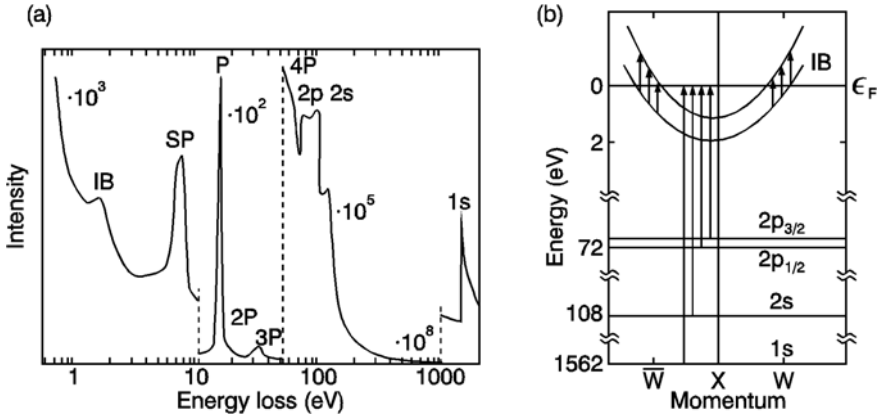 (a)
Intensity
·10³
IB
SP
P
·10²
2P
3P
4P
2p 2s
·10⁵
·10⁸
1s
1
10
100
1000
Energy loss (eV)
(b)
Energy (eV)
0
2
72
108
1562
IB
ϵF
2p3/2
2p1/2
2s
1s
W̅ X W
Momentum